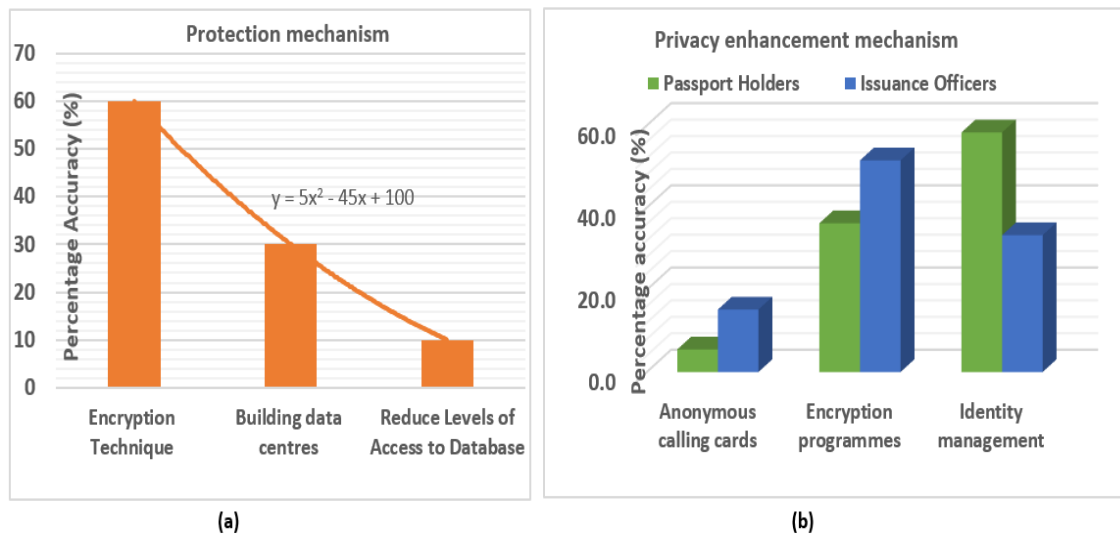 Protection mechanism
Percentage Accuracy (%)
70
60
50
40
30
20
10
0
y = 5x² - 45x + 100
Encryption
Technique
Building data
centres
Reduce Levels of
Access to Database
(a)
Privacy enhancement mechanism
Passport Holders
Issuance Officers
Percentage accuracy (%)
60.0
40.0
20.0
0.0
Anonymous
calling cards
Encryption
programmes
Identity
management
(b)